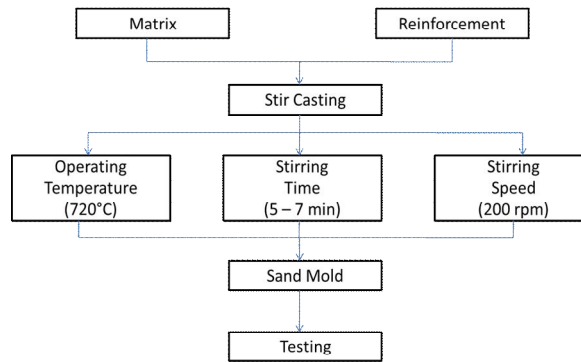 Matrix
Reinforcement
Stir Casting
Operating
Temperature
(720°C)
Stirring
Time
(5 – 7 min)
Stirring
Speed
(200 rpm)
Sand Mold
Testing